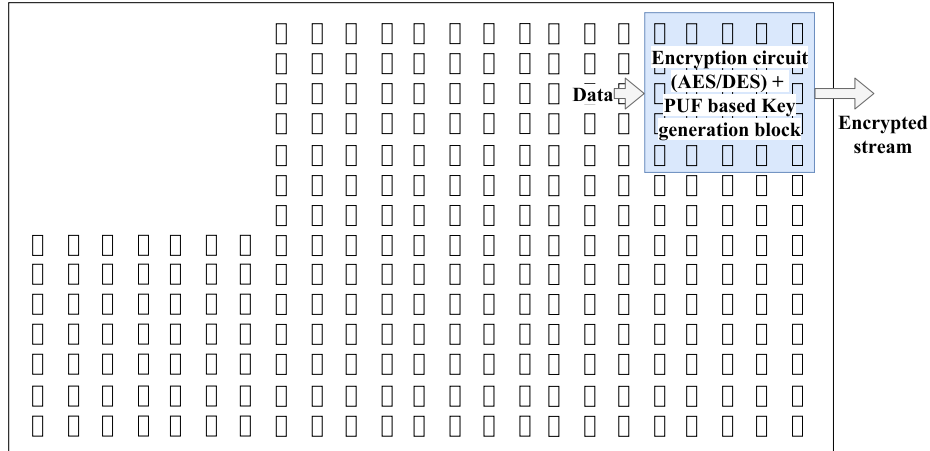 Encryption circuit
(AES/DES) +
PUF based Key
generation block
Data
Encrypted
stream